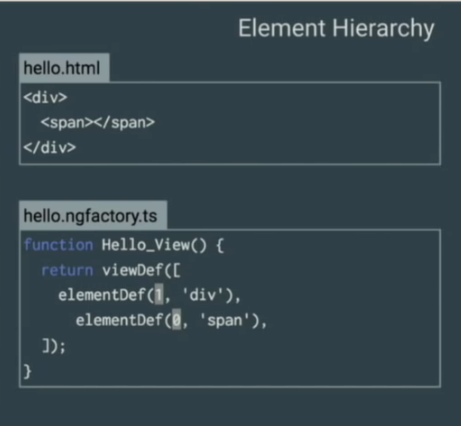 Element Hierarchy
hello.html
<div>
  <span></span>
</div>
hello.ngfactory.ts
function Hello_View() {
  return viewDef([
    elementDef(1, 'div'),
      elementDef(0, 'span'),
  ]);
}